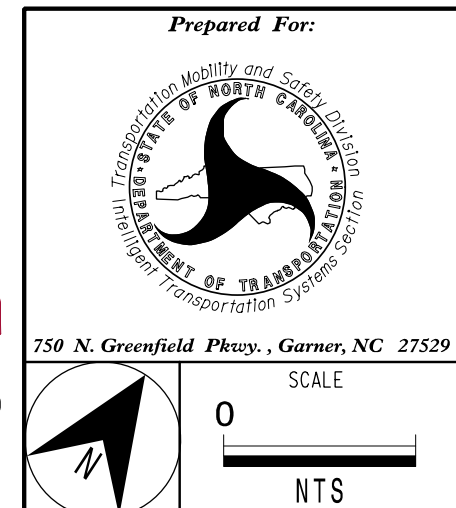 Prepared For:
Transportation Mobility and Safety Division
STATE OF NORTH CAROLINA
DEPARTMENT OF TRANSPORTATION
Intelligent Transportation Systems Section
750 N. Greenfield Pkwy. , Garner, NC 27529
SCALE
0
N
NTS